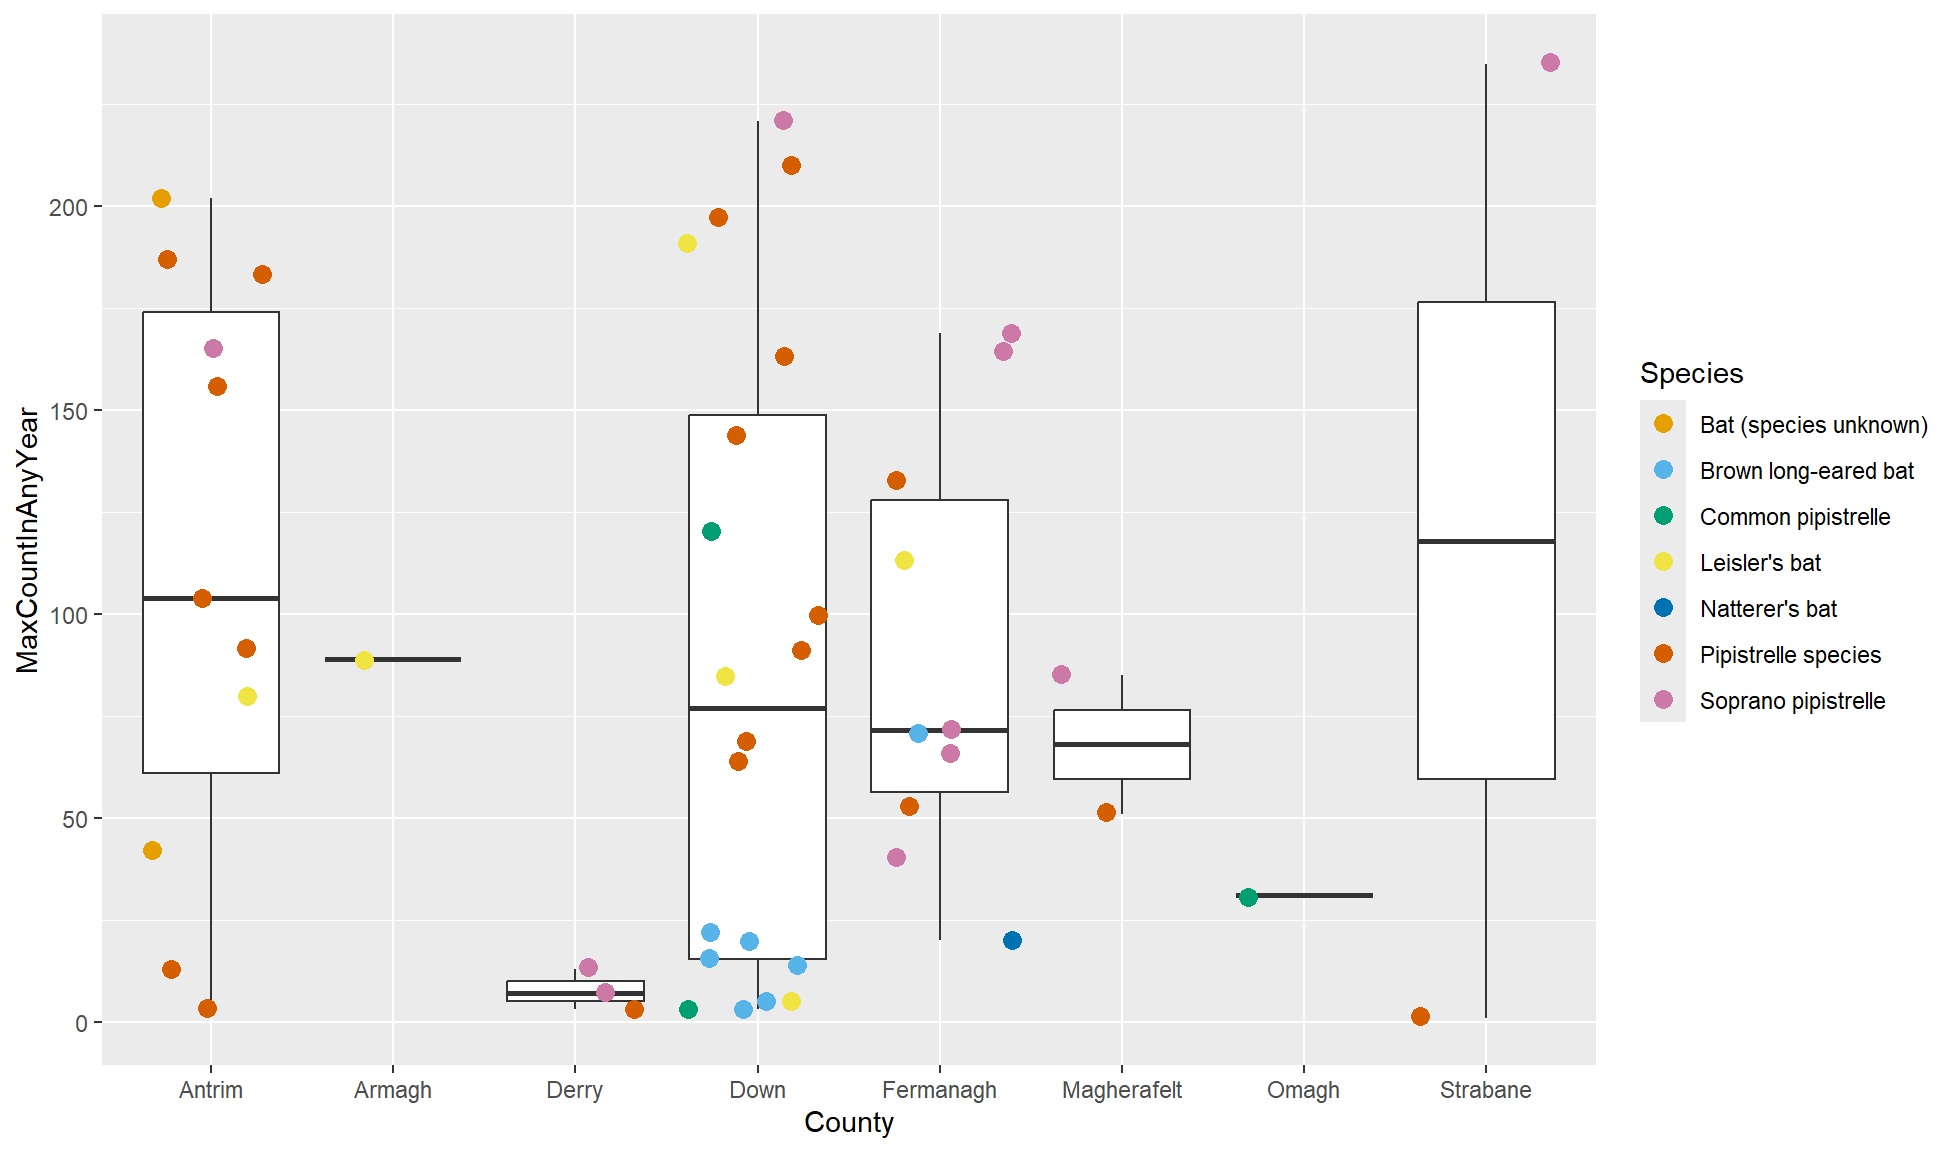 MaxCountInAnyYear
200
150
100
50
0
Antrim Armagh Derry Down Fermanagh Magherafelt Omagh Strabane
County
Species
Bat (species unknown)
Brown long-eared bat
Common pipistrelle
Leisler's bat
Natterer's bat
Pipistrelle species
Soprano pipistrelle